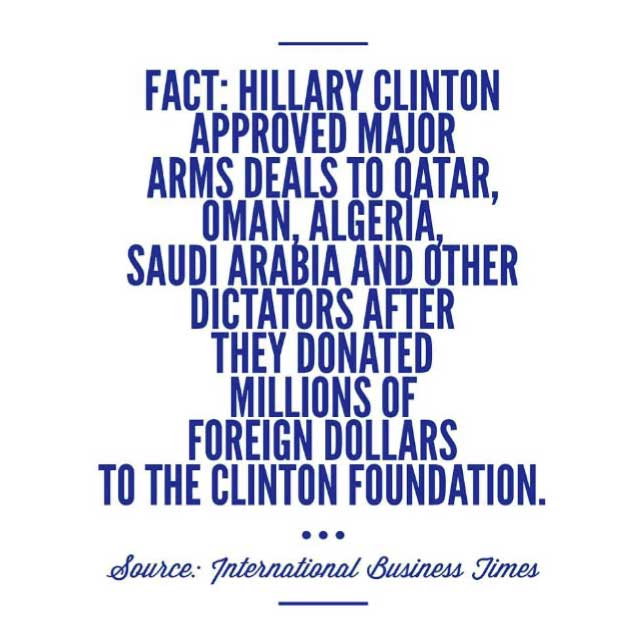 FACT: HILLARY CLINTON
APPROVED MAJOR
ARMS DEALS TO QATAR,
OMAN, ALGERIA,
SAUDI ARABIA AND OTHER
DICTATORS AFTER
THEY DONATED
MILLIONS OF
FOREIGN DOLLARS
TO THE CLINTON FOUNDATION.
...
Source: International Business Times